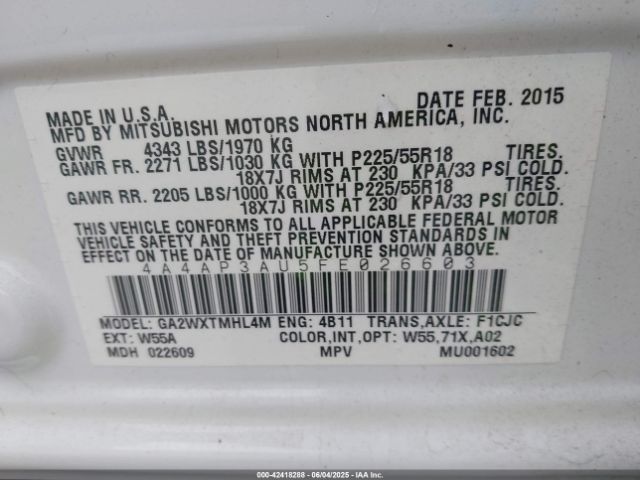 MADE IN U.S.A. DATE FEB. 2015
MFD BY MITSUBISHI MOTORS NORTH AMERICA, INC.
GVWR 4343 LBS/1970 KG
GAWR FR. 2271 LBS/1030 KG WITH P225/55R18 TIRES.
18X7J RIMS AT 230 KPA/33 PSI COLD.
GAWR RR. 2205 LBS/1000 KG WITH P225/55R18 TIRES.
18X7J RIMS AT 230 KPA/33 PSI COLD.
THIS VEHICLE CONFORMS TO ALL APPLICABLE FEDERAL MOTOR
VEHICLE SAFETY AND THEFT PREVENTION STANDARDS IN
EFFECT ON THE DATE OF MANUFACTURE SHOWN ABOVE.
4A4AP3AU5FE026603
MODEL: GA2WXTMHL4M ENG: 4B11 TRANS,AXLE: F1CJC
EXT: W55A COLOR,INT,OPT: W55,71X,A02
MDH 022609 MPV MU001602
000-42418288 - 06/04/2025 - IAA Inc.